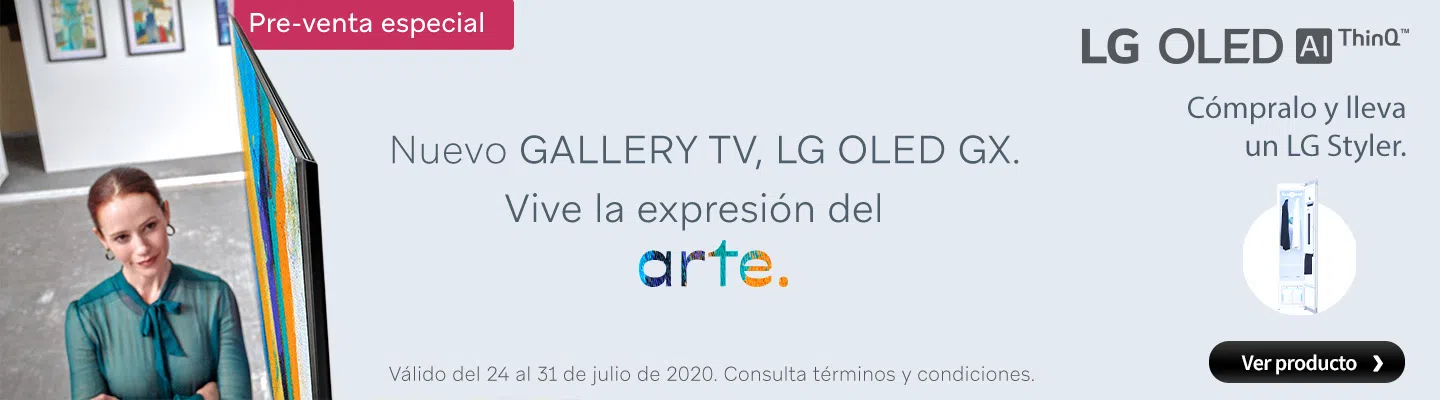 Pre-venta especial
LG OLED AI ThinQ™
Nuevo GALLERY TV, LG OLED GX.
Vive la expresión del
arte.
Cómpralo y lleva
un LG Styler.
Válido del 24 al 31 de julio de 2020. Consulta términos y condiciones.
Ver producto ❯